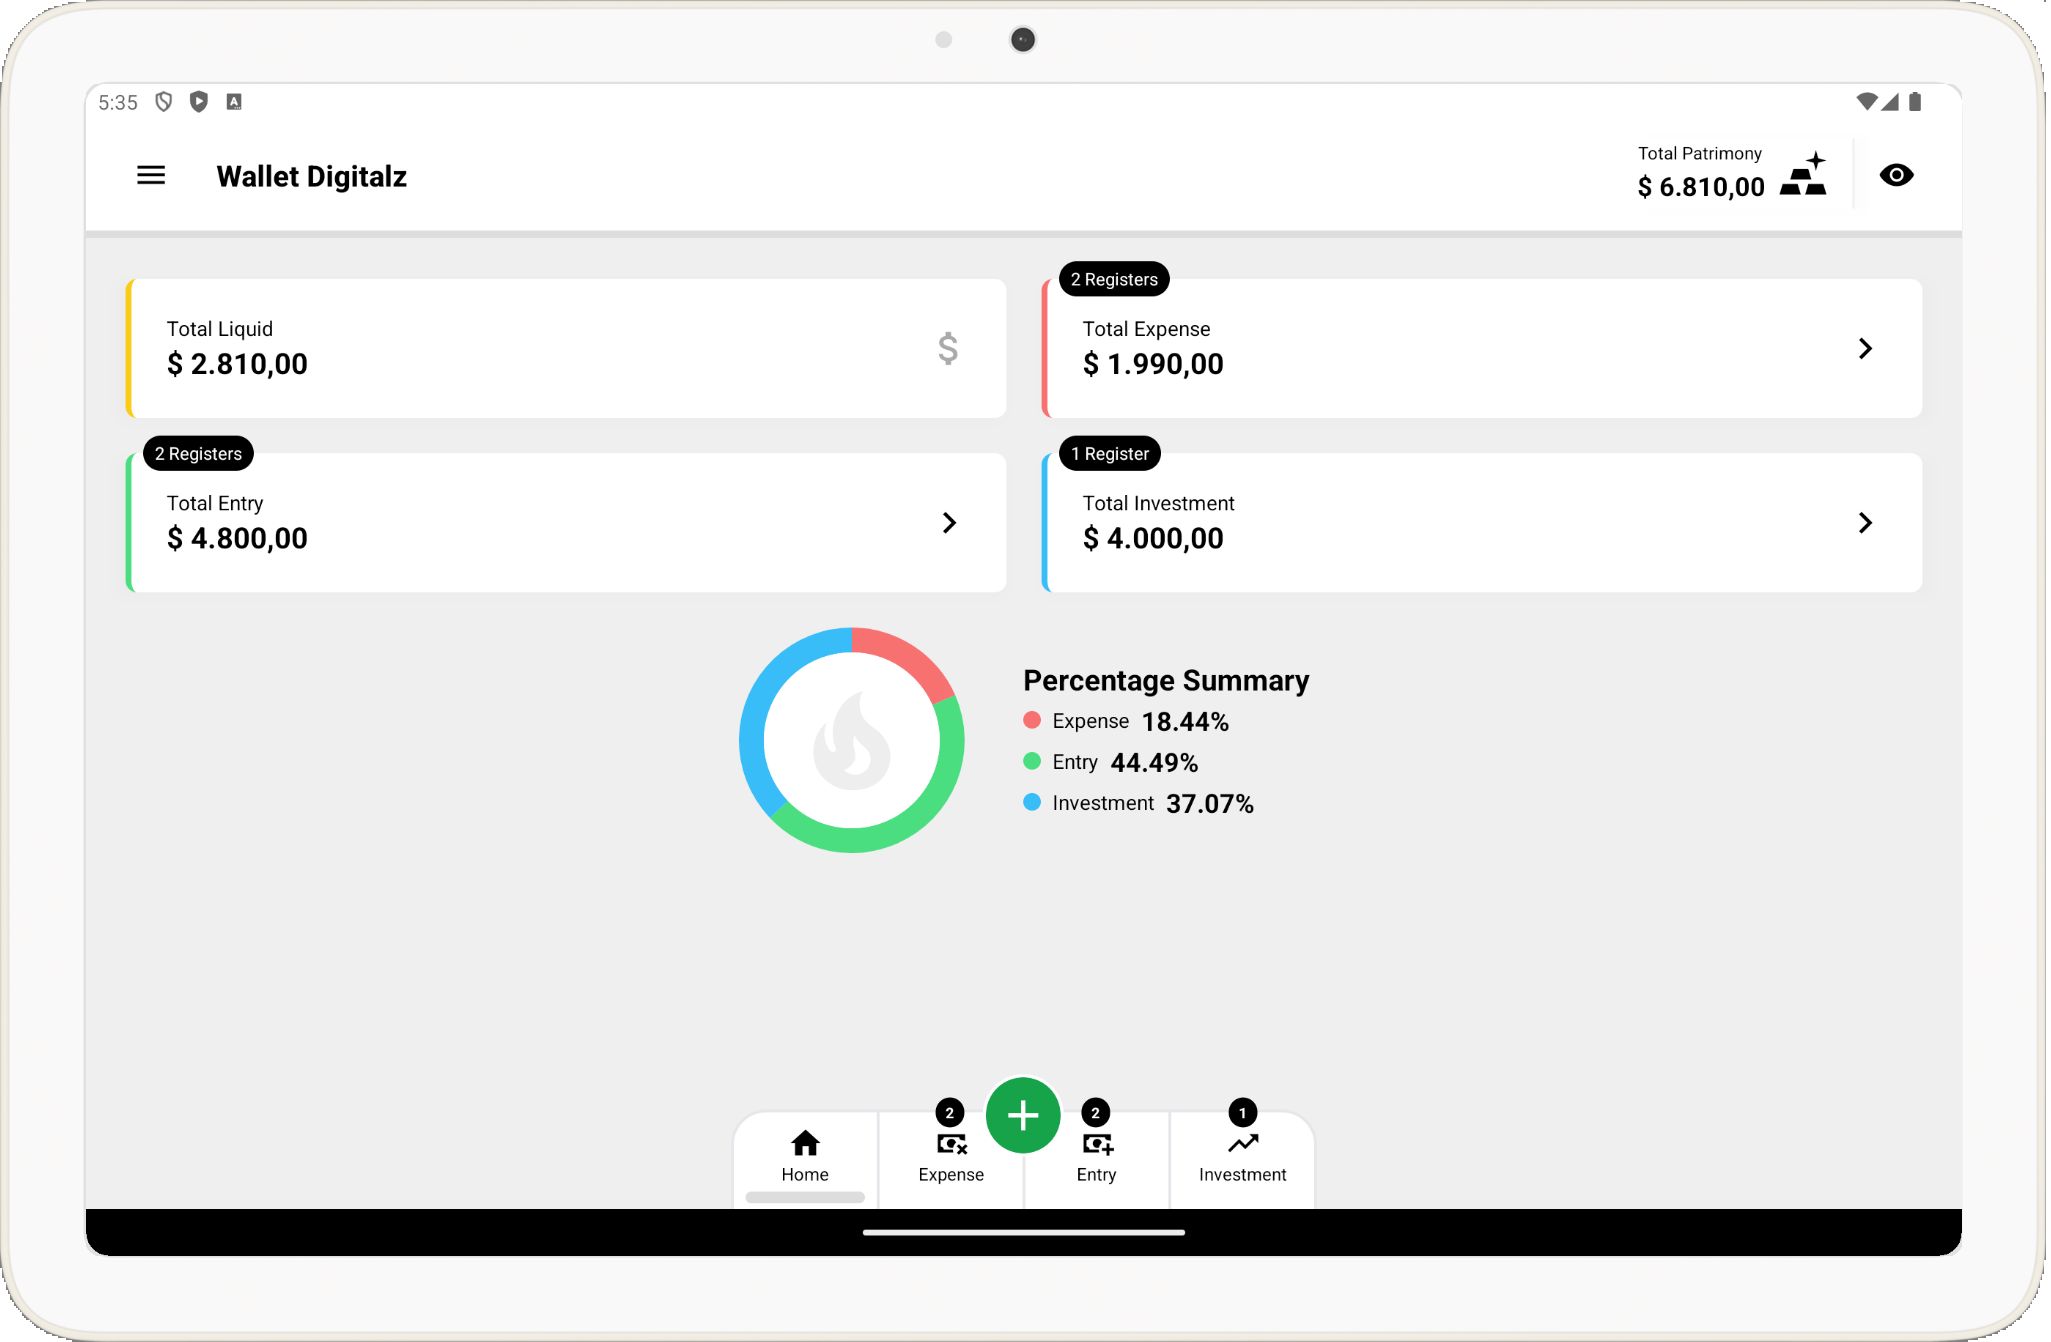 5:35
Wallet Digitalz
Total Patrimony
$ 6.810,00
Total Liquid
$ 2.810,00
$
2 Registers
Total Expense
$ 1.990,00
2 Registers
Total Entry
$ 4.800,00
1 Register
Total Investment
$ 4.000,00
Percentage Summary
Expense 18.44%
Entry 44.49%
Investment 37.07%
Home
2
Expense
2
Entry
1
Investment